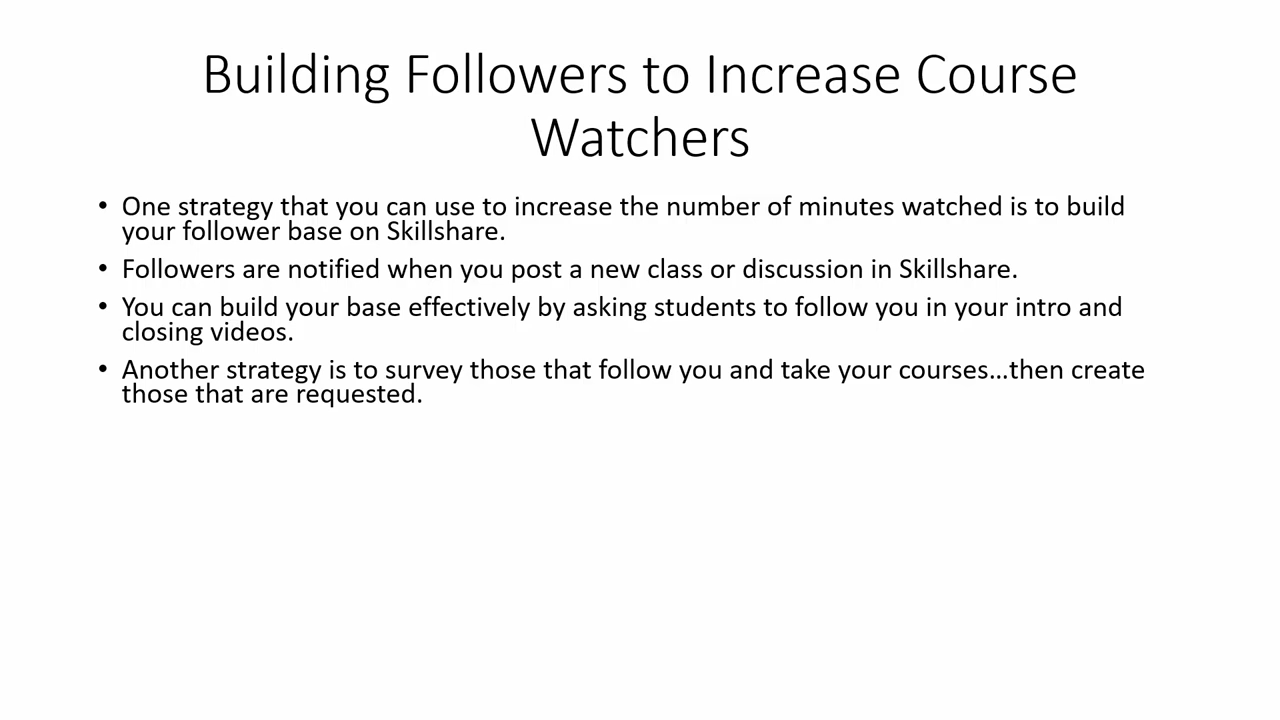 Building Followers to Increase Course
Watchers
• One strategy that you can use to increase the number of minutes watched is to build
your follower base on Skillshare.
• Followers are notified when you post a new class or discussion in Skillshare.
• You can build your base effectively by asking students to follow you in your intro and
closing videos.
• Another strategy is to survey those that follow you and take your courses…then create
those that are requested.